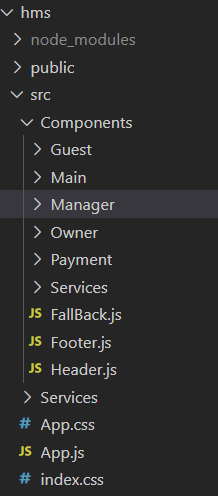 hms
node_modules
public
src
Components
Guest
Main
Manager
Owner
Payment
Services
JS FallBack.js
JS Footer.js
JS Header.js
Services
# App.css
JS App.js
# index.css